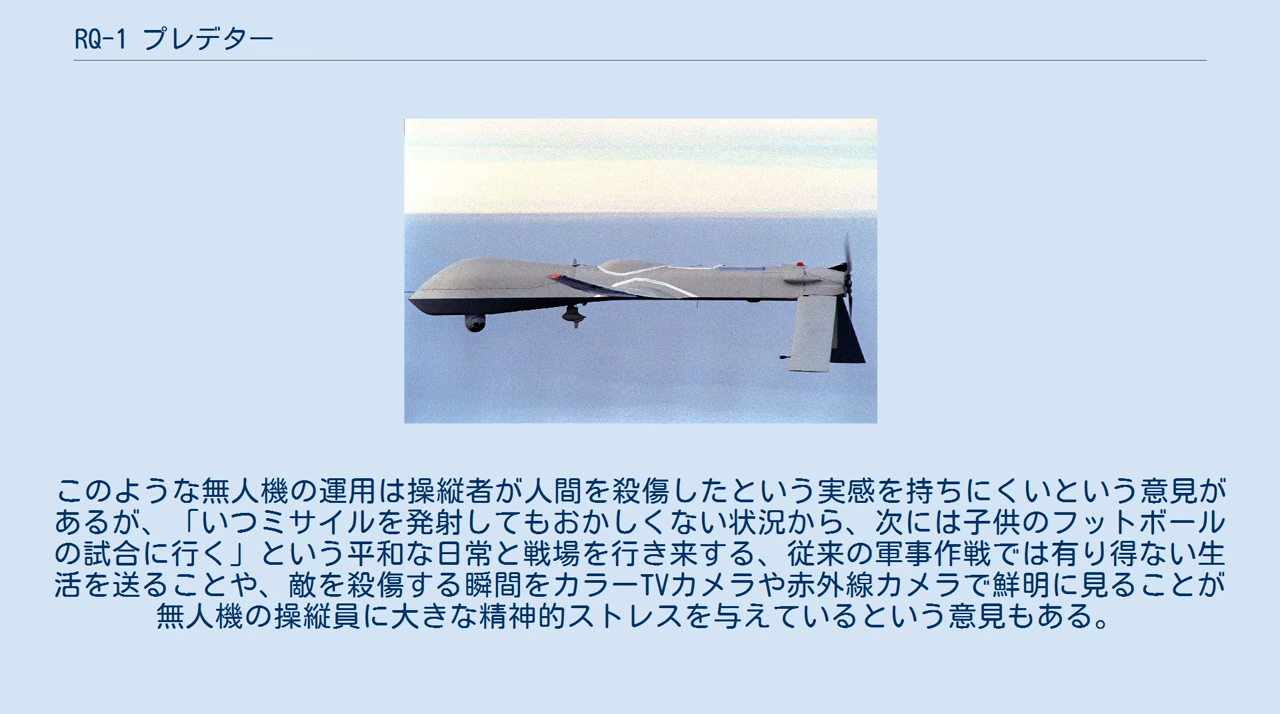 RQ-1 プレデター
このような無人機の運用は操縦者が人間を殺傷したという実感を持ちにくいという意見が
あるが、「いつミサイルを発射してもおかしくない状況から、次には子供のフットボール
の試合に行く」という平和な日常と戦場を行き来する、従来の軍事作戦では有り得ない生
活を送ることや、敵を殺傷する瞬間をカラーTVカメラや赤外線カメラで鮮明に見ることが
無人機の操縦員に大きな精神的ストレスを与えているという意見もある。